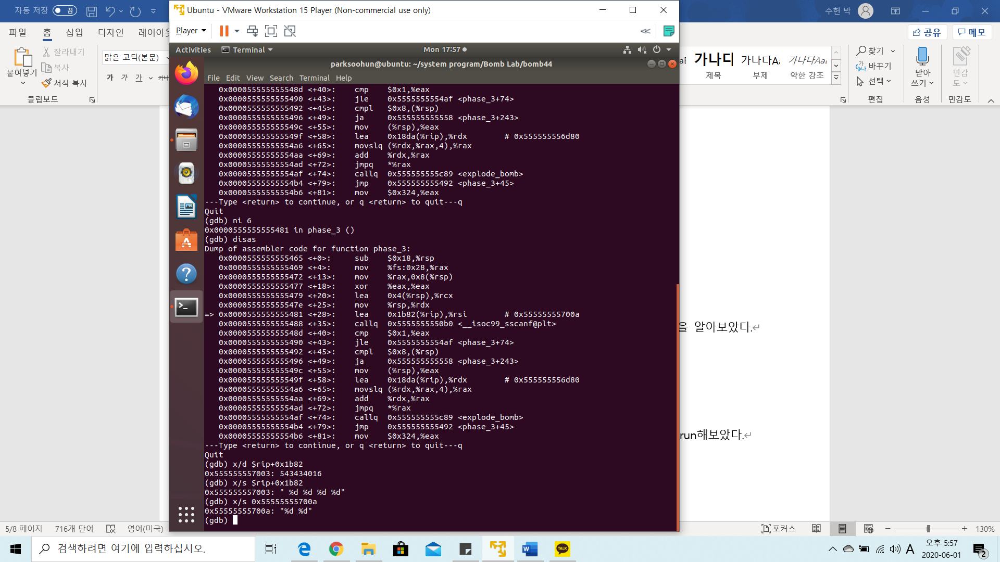 자동 저장 끔
Ubuntu - VMware Workstation 15 Player (Non-commercial use only)
수헌 박
파일 홈 삽입 디자인 레이아웃
Player
공유 메모
Activities Terminal Mon 17:57
parksoohun@ubuntu: ~/system program/Bomb Lab/bomb44
File Edit View Search Terminal Help
붙여넣기
잘라내기
복사
서식 복사
클립보드
맑은 고딕(본문)
가 가 가
가나다
제목
가나다Aa
부제
가나다Aa
약한 강조
찾기
바꾸기
선택
편집
받아쓰기
음성
민감도
민감도
0x000055555555548d <+40>: cmp $0x1,%eax
0x0000555555555490 <+43>: jle 0x5555555554af <phase_3+74>
0x0000555555555492 <+45>: cmpl $0x8,(%rsp)
0x0000555555555496 <+49>: ja 0x555555555558 <phase_3+243>
0x000055555555549c <+55>: mov (%rsp),%eax
0x000055555555549f <+58>: lea 0x18da(%rip),%rdx # 0x555555556d80
0x00005555555554a6 <+65>: movslq (%rdx,%rax,4),%rax
0x00005555555554aa <+69>: add %rdx,%rax
0x00005555555554ad <+72>: jmpq *%rax
0x00005555555554af <+74>: callq 0x555555555c89 <explode_bomb>
0x00005555555554b4 <+79>: jmp 0x555555555492 <phase_3+45>
0x00005555555554b6 <+81>: mov $0x324,%eax
---Type <return> to continue, or q <return> to quit---q
Quit
(gdb) ni 6
0x0000555555555481 in phase_3 ()
(gdb) disas
Dump of assembler code for function phase_3:
0x0000555555555465 <+0>: sub $0x18,%rsp
0x0000555555555469 <+4>: mov %fs:0x28,%rax
0x0000555555555472 <+13>: mov %rax,0x8(%rsp)
0x0000555555555477 <+18>: xor %eax,%eax
0x0000555555555479 <+20>: lea 0x4(%rsp),%rcx
0x000055555555547e <+25>: mov %rsp,%rdx
=> 0x0000555555555481 <+28>: lea 0x1b82(%rip),%rsi # 0x55555555700a
0x0000555555555488 <+35>: callq 0x5555555550b0 <__isoc99_sscanf@plt>
0x000055555555548d <+40>: cmp $0x1,%eax
0x0000555555555490 <+43>: jle 0x5555555554af <phase_3+74>
0x0000555555555492 <+45>: cmpl $0x8,(%rsp)
0x0000555555555496 <+49>: ja 0x555555555558 <phase_3+243>
0x000055555555549c <+55>: mov (%rsp),%eax
0x000055555555549f <+58>: lea 0x18da(%rip),%rdx # 0x555555556d80
0x00005555555554a6 <+65>: movslq (%rdx,%rax,4),%rax
0x00005555555554aa <+69>: add %rdx,%rax
0x00005555555554ad <+72>: jmpq *%rax
0x00005555555554af <+74>: callq 0x555555555c89 <explode_bomb>
0x00005555555554b4 <+79>: jmp 0x555555555492 <phase_3+45>
0x00005555555554b6 <+81>: mov $0x324,%eax
---Type <return> to continue, or q <return> to quit---q
Quit
(gdb) x/d $rip+0x1b82
0x555555557003: 543434016
(gdb) x/s $rip+0x1b82
0x555555557003: " %d %d %d %d"
(gdb) x/s 0x55555555700a
0x55555555700a: "%d %d"
(gdb)
을 알아보았다.
run해보았다.
5/8 페이지 716개 단어 영어(미국) 포커스 130%
검색하려면 여기에 입력하십시오.
TALK
A
오후 5:57
2020-06-01
2